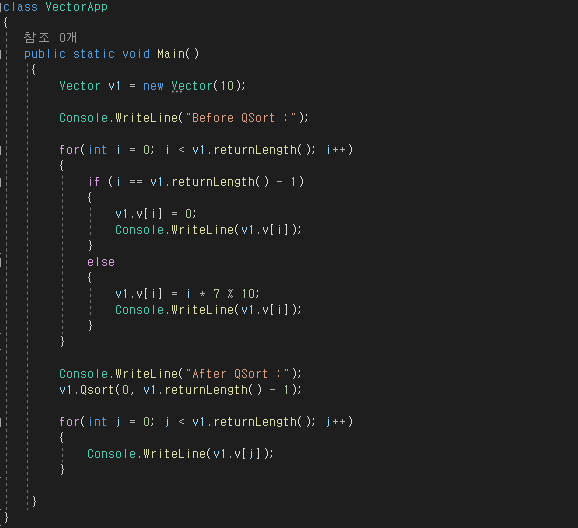 class VectorApp
{
참조 0개
public static void Main()
{
Vector v1 = new Vector(10);
Console.WriteLine("Before QSort :");
for(int i = 0; i < v1.returnLength(); i++)
{
if (i == v1.returnLength() - 1)
{
v1.v[i] = 0;
Console.WriteLine(v1.v[i]);
}
else
{
v1.v[i] = i * 7 % 10;
Console.WriteLine(v1.v[i]);
}
}
Console.WriteLine("After QSort :");
v1.Qsort(0, v1.returnLength() - 1);
for(int j = 0; j < v1.returnLength(); j++)
{
Console.WriteLine(v1.v[j]);
}
}
}